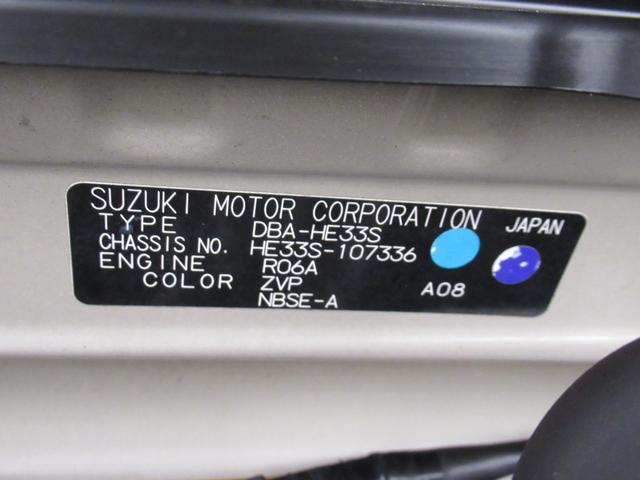 SUZUKI MOTOR CORPORATION JAPAN
TYPE DBA-HE33S
CHASSIS NO. HE33S-107336
ENGINE R06A
COLOR ZVP A08
NBSE-A